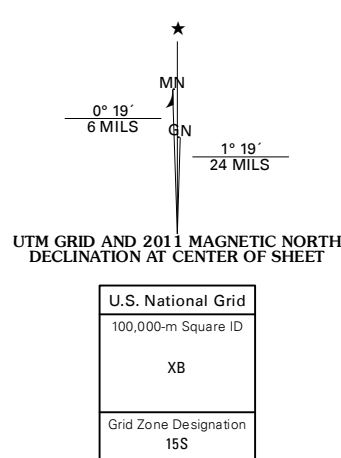 ★
MN
0° 19´
6 MILS
GN
1° 19´
24 MILS
UTM GRID AND 2011 MAGNETIC NORTH
DECLINATION AT CENTER OF SHEET
U.S. National Grid
100,000-m Square ID
XB
Grid Zone Designation
15S